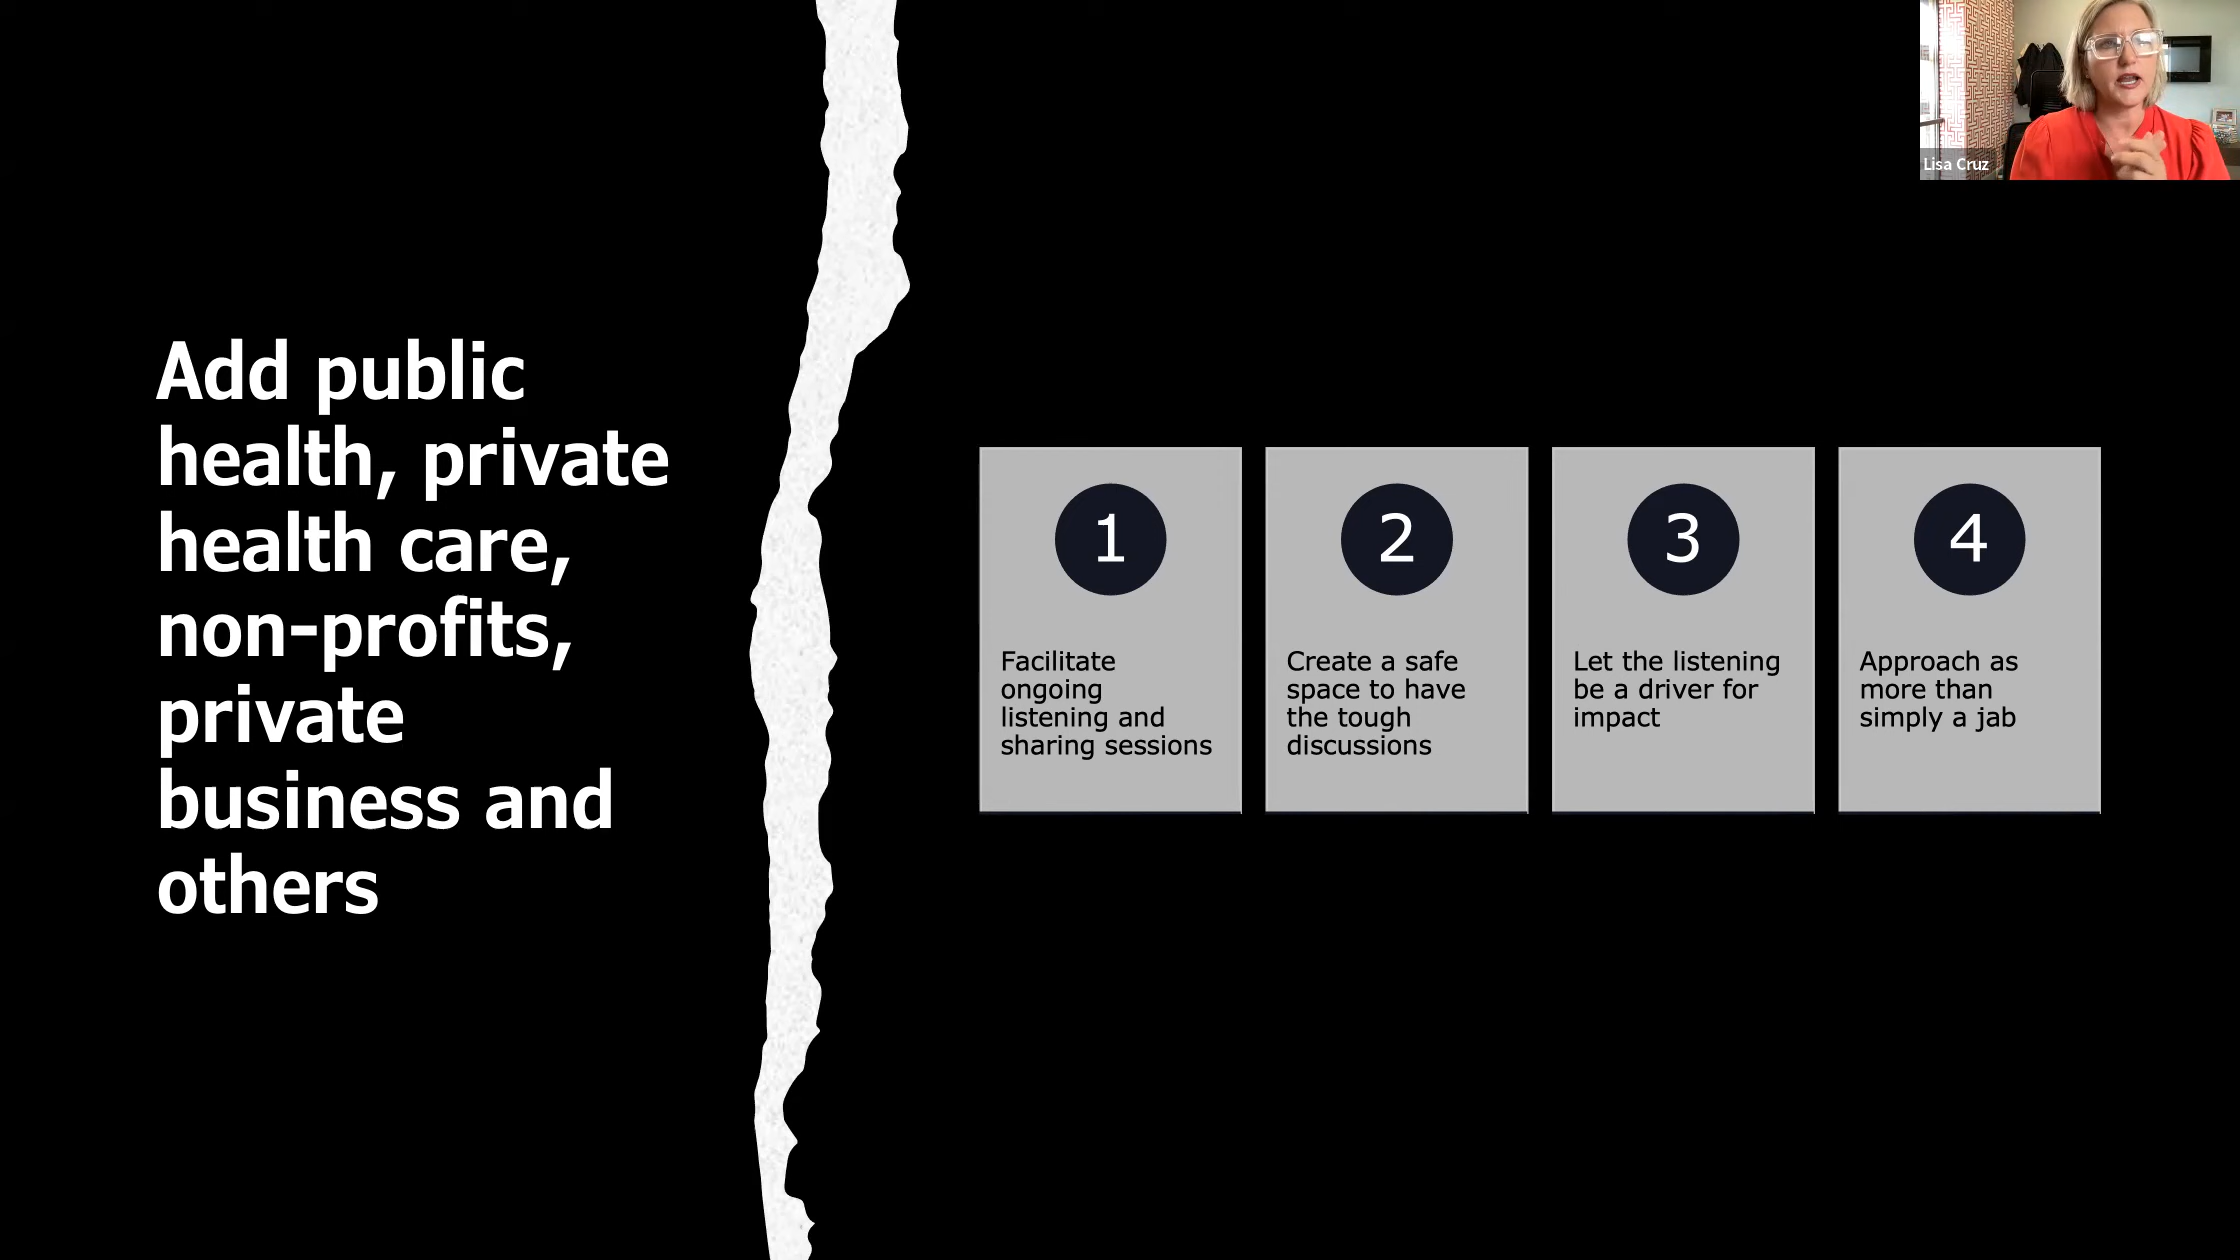 Add public
health, private
health care,
non-profits,
private
business and
others
1
Facilitate
ongoing
listening and
sharing sessions
2
Create a safe
space to have
the tough
discussions
3
Let the listening
be a driver for
impact
4
Approach as
more than
simply a jab
Lisa Cruz